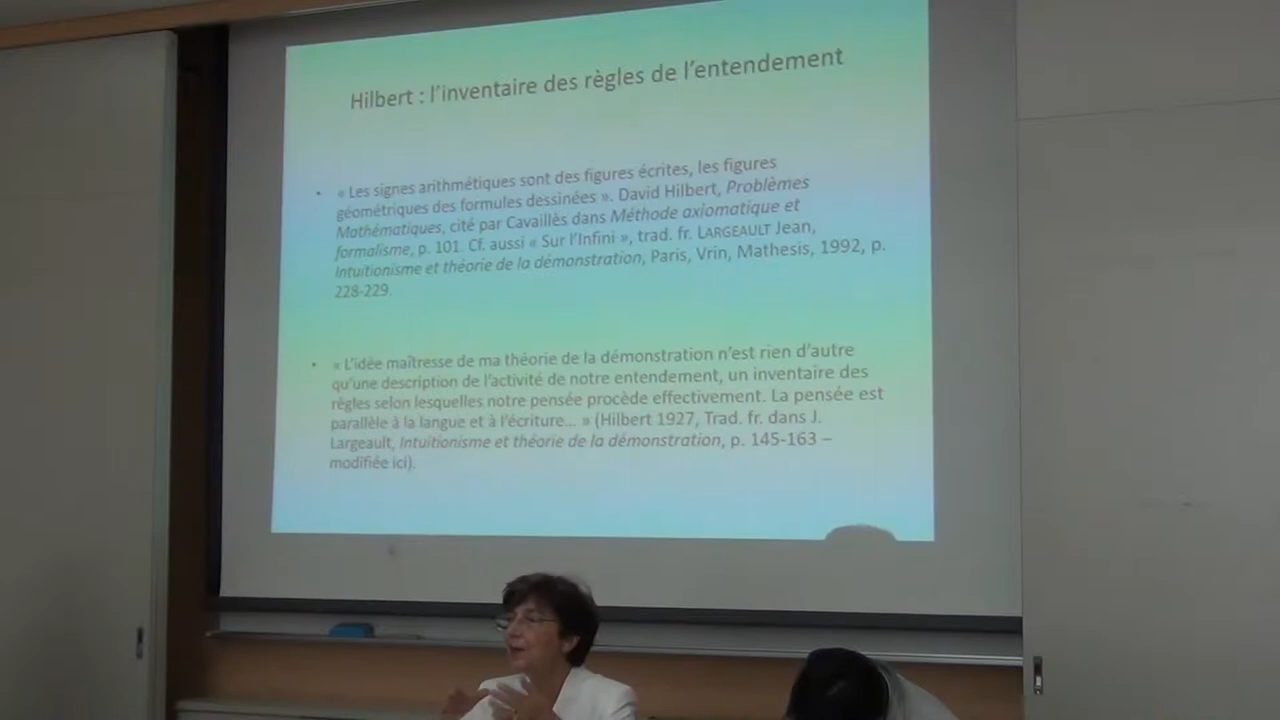 Hilbert : l'inventaire des règles de l'entendement
• « Les signes arithmétiques sont des figures écrites, les figures
géométriques des formules dessinées ». David Hilbert, Problèmes
Mathématiques, cité par Cavaillès dans Méthode axiomatique et
formalisme, p. 101. Cf. aussi « Sur l'Infini », trad. fr. LARGEAULT Jean,
Intuitionisme et théorie de la démonstration, Paris, Vrin, Mathesis, 1992, p.
228-229.
• « L'idée maîtresse de ma théorie de la démonstration n'est rien d'autre
qu'une description de l'activité de notre entendement, un inventaire des
règles selon lesquelles notre pensée procède effectivement. La pensée est
parallèle à la langue et à l'écriture... » (Hilbert 1927, Trad. fr. dans J.
Largeault, Intuitionisme et théorie de la démonstration, p. 145-163 –
modifiée ici).